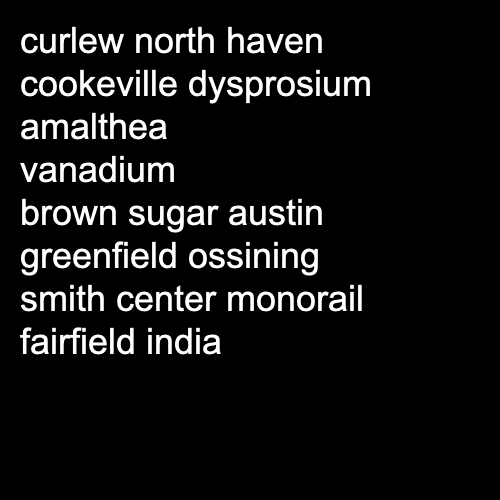 curlew north haven
cookeville dysprosium
amalthea
vanadium
brown sugar austin
greenfield ossining
smith center monorail
fairfield india